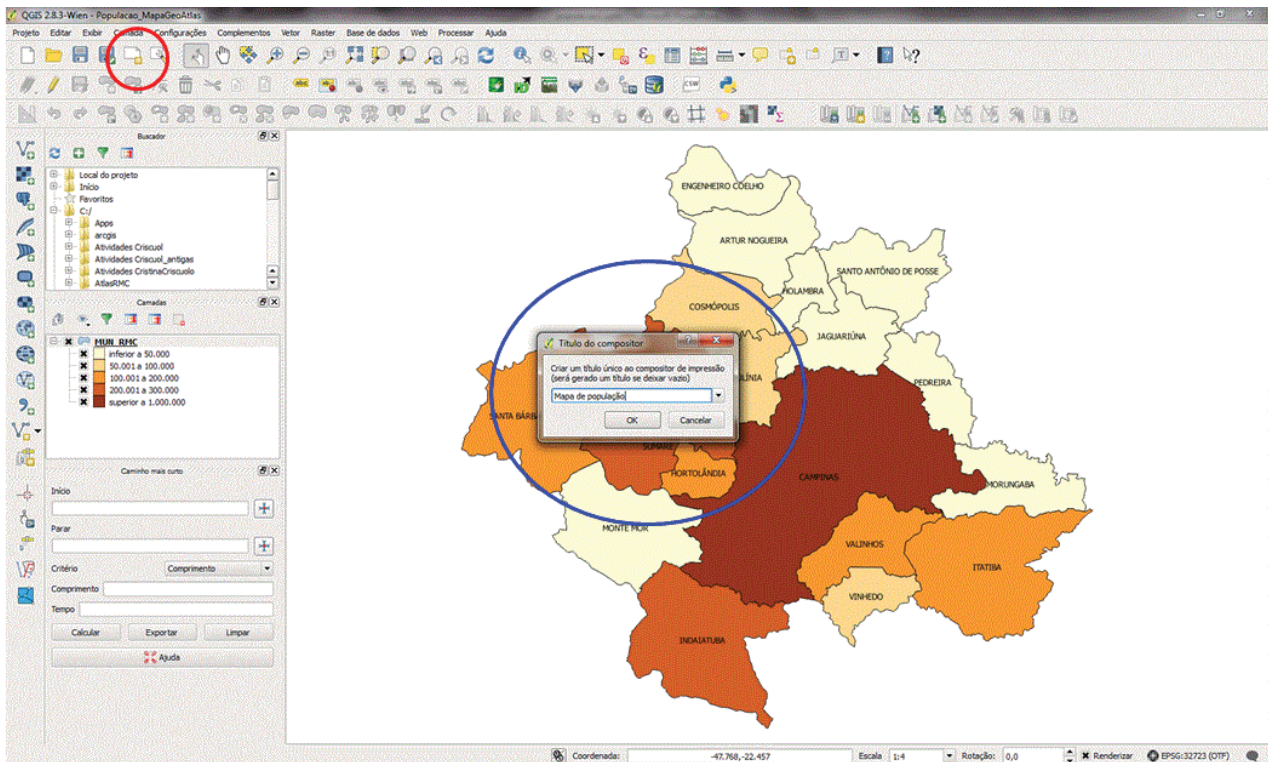 QGIS 2.8.3-Wien - Populacao_MapaGeoAtlas
Projeto Editar Exibir Camada Configurações Complementos Vetor Raster Base de dados Web Processar Ajuda
Buscador
Local do projeto
Início
Favoritos
C:/
Apps
arcgis
Atividades Criscuol
Atividades Criscuol_antigas
Atividades CristinaCriscuolo
AtlasRMC
Camadas
MUN_RMC
inferior a 50.000
50.001 a 100.000
100.001 a 200.000
200.001 a 300.000
superior a 1.000.000
Caminho mais curto
Início
Parar
Critério Comprimento
Comprimento
Tempo
Calcular Exportar Limpar
Ajuda
ENGENHEIRO COELHO
ARTUR NOGUEIRA
SANTO ANTÔNIO DE POSSE
HOLAMBRA
COSMÓPOLIS
JAGUARIÚNA
Título do compositor
Criar um título único ao compositor de impressão
(será gerado um título se deixar vazio)
Mapa de população
OK Cancelar
LÍNIA
PEDREIRA
SANTA BÁRB
SUMARÉ
HORTOLÂNDIA
CAMPINAS
MORUNGABA
MONTE MOR
VALINHOS
ITATIBA
VINHEDO
INDAIATUBA
Coordenada: -47.768,-22.457 Escala 1:4 Rotação: 0,0 Renderizar EPSG:32723 (OTF)